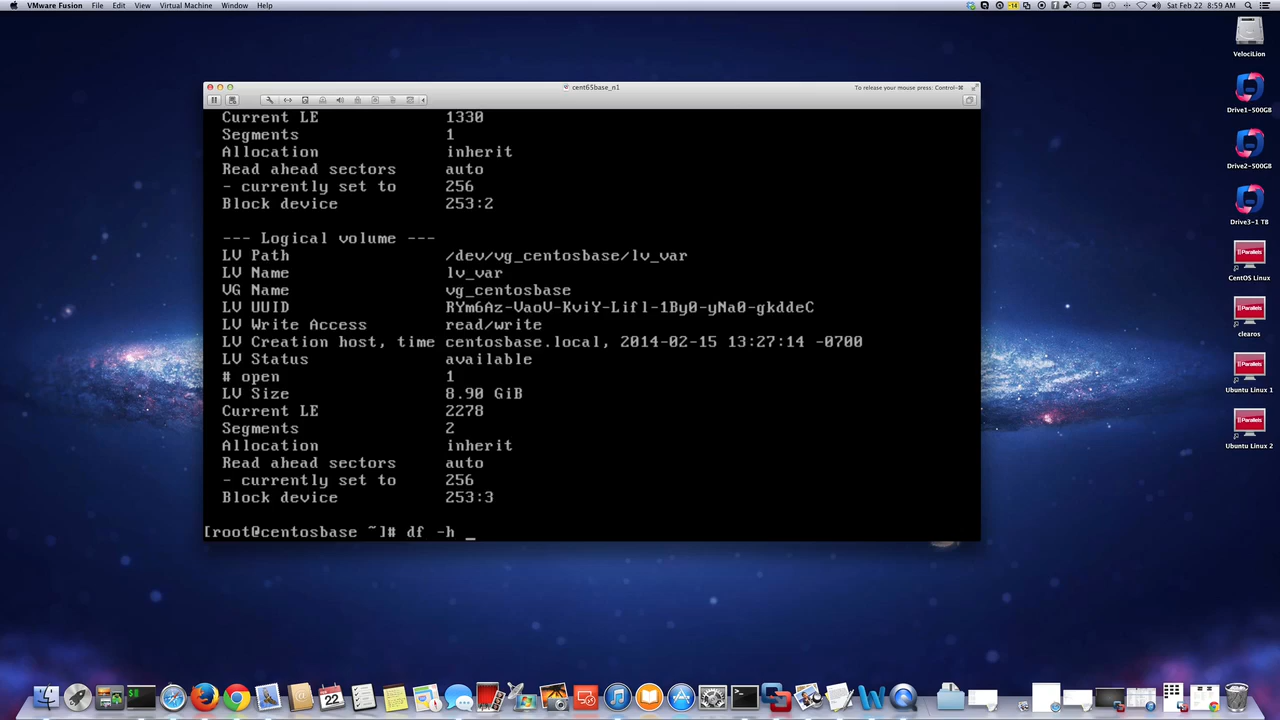 VMware Fusion File Edit View Virtual Machine Window Help
-14 Sat Feb 22 8:59 AM
cent65base_n1
To release your mouse press: Control-⌘
Current LE 1330
Segments 1
Allocation inherit
Read ahead sectors auto
- currently set to 256
Block device 253:2
--- Logical volume ---
LV Path /dev/vg_centosbase/lv_var
LV Name lv_var
VG Name vg_centosbase
LV UUID RYm6Az-VaoV-KviY-Lifl-1By0-yNa0-gkddeC
LV Write Access read/write
LV Creation host, time centosbase.local, 2014-02-15 13:27:14 -0700
LV Status available
# open 1
LV Size 8.90 GiB
Current LE 2278
Segments 2
Allocation inherit
Read ahead sectors auto
- currently set to 256
Block device 253:3
[root@centosbase ~]# df -h _
VelociLion
Drive1-500GB
Drive2-500GB
Drive3-1 TB
|| Parallels
CentOS Linux
|| Parallels
clearos
|| Parallels
Ubuntu Linux 1
|| Parallels
Ubuntu Linux 2
22